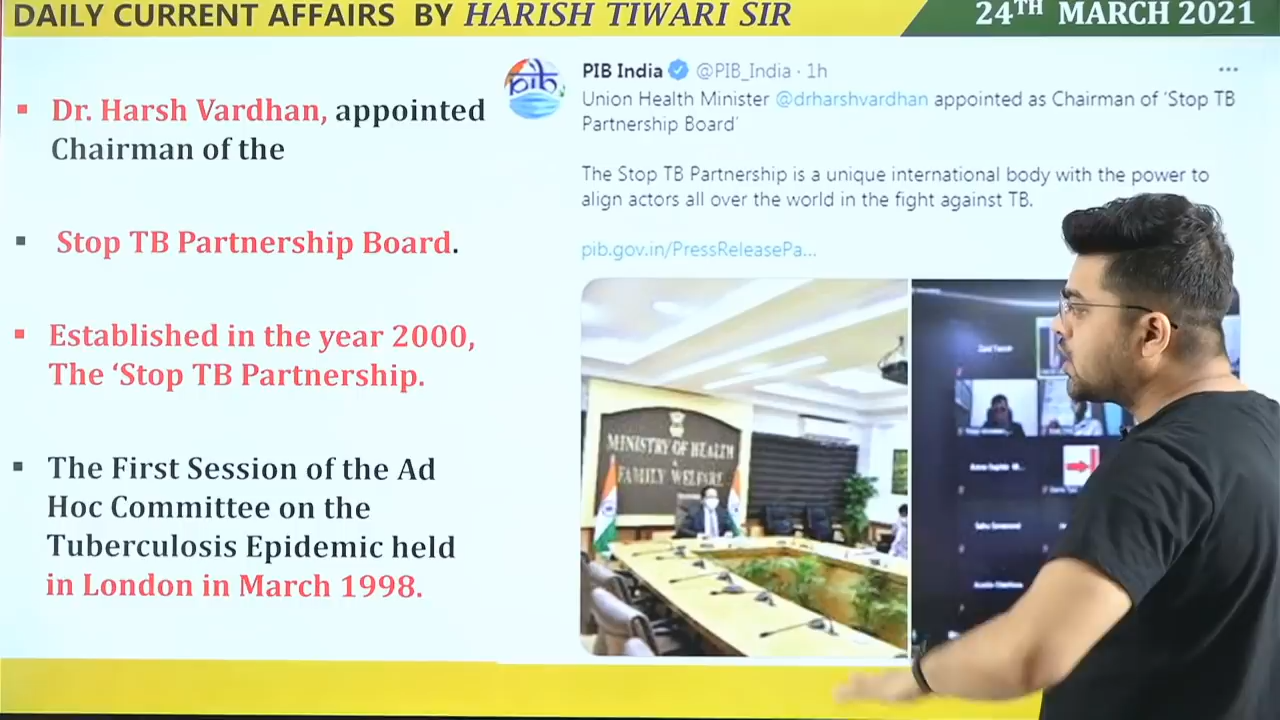 DAILY CURRENT AFFAIRS BY HARISH TIWARI SIR
24TH MARCH 2021
▪ Dr. Harsh Vardhan, appointed
Chairman of the
▪ Stop TB Partnership Board.
▪ Established in the year 2000,
The ‘Stop TB Partnership.
▪ The First Session of the Ad
Hoc Committee on the
Tuberculosis Epidemic held
in London in March 1998.
pib
PIB India @PIB_India · 1h
Union Health Minister @drharshvardhan appointed as Chairman of ‘Stop TB
Partnership Board’
The Stop TB Partnership is a unique international body with the power to
align actors all over the world in the fight against TB.
pib.gov.in/PressReleasePa...
MINISTRY OF HEALTH
FAMILY WELFARE